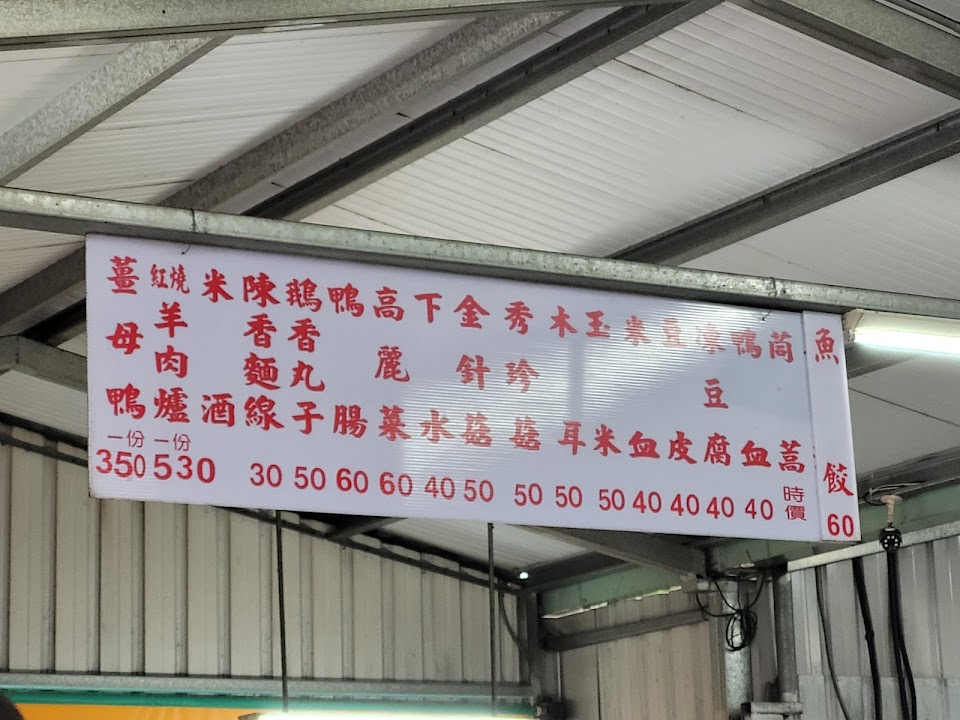 薑母鴨 一份 350
紅燒羊肉爐 一份 530
米酒
陳香麵線 30
鵝香丸子 50
鴨腸 60
高麗菜 60
下水 40
金針菇 50
秀珍菇 50
木耳 50
玉米 50
米血 40
豆皮 40
凍豆腐 40
鴨血 40
茼蒿 時價
魚餃 60